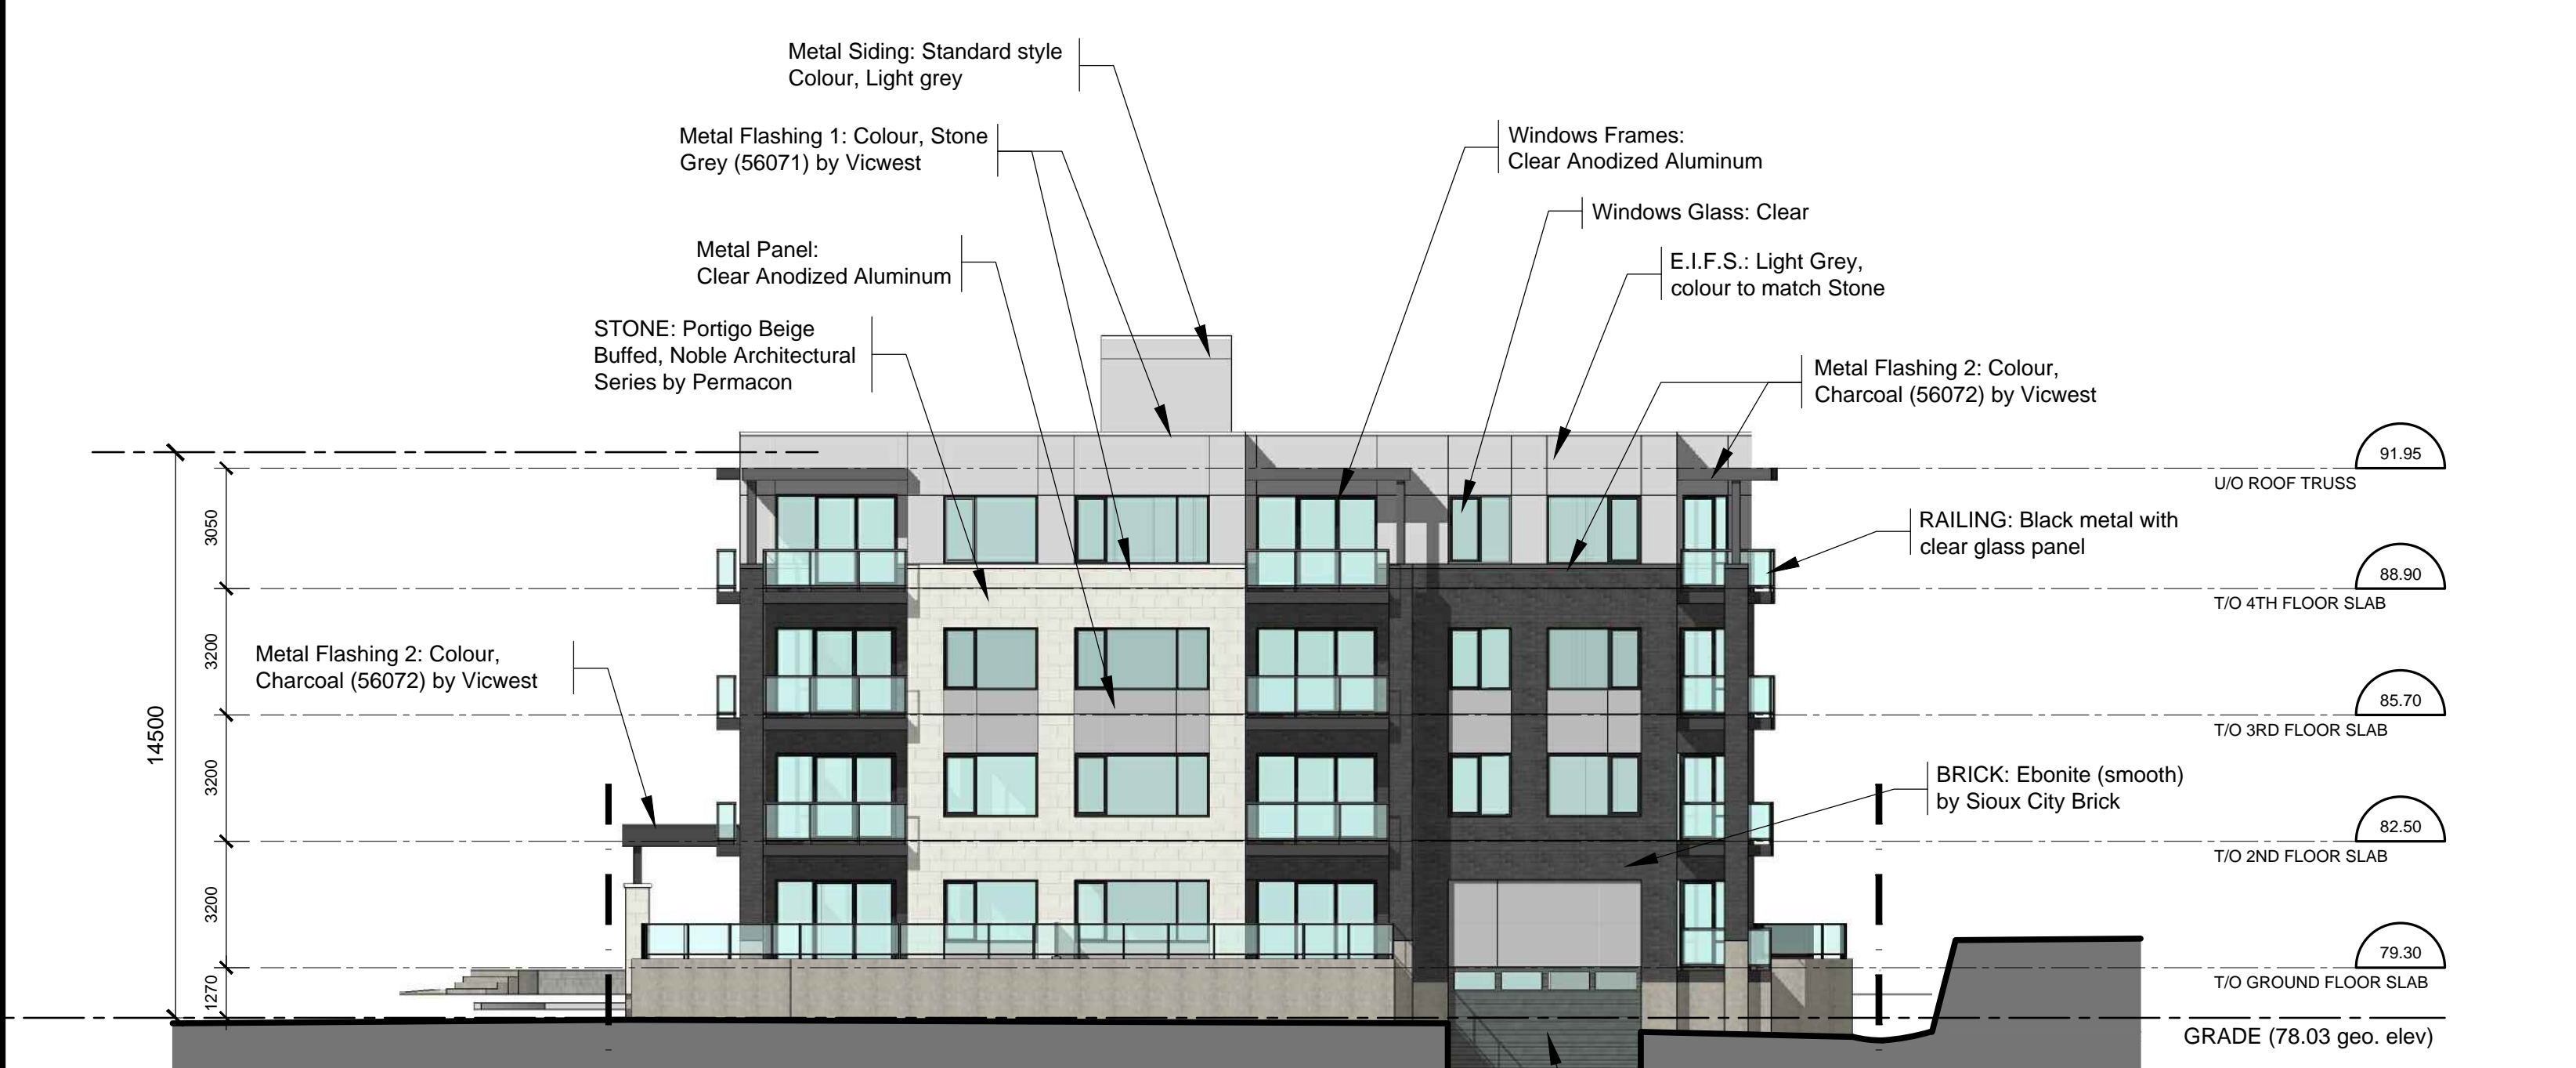 Metal Siding: Standard style
Colour, Light grey
Metal Flashing 1: Colour, Stone
Grey (56071) by Vicwest
Windows Frames:
Clear Anodized Aluminum
Windows Glass: Clear
Metal Panel:
Clear Anodized Aluminum
E.I.F.S.: Light Grey,
colour to match Stone
STONE: Portigo Beige
Buffed, Noble Architectural
Series by Permacon
Metal Flashing 2: Colour,
Charcoal (56072) by Vicwest
91.95
U/O ROOF TRUSS
3050
RAILING: Black metal with
clear glass panel
88.90
T/O 4TH FLOOR SLAB
3200
Metal Flashing 2: Colour,
Charcoal (56072) by Vicwest
85.70
T/O 3RD FLOOR SLAB
14500
3200
BRICK: Ebonite (smooth)
by Sioux City Brick
82.50
T/O 2ND FLOOR SLAB
3200
79.30
T/O GROUND FLOOR SLAB
1270
GRADE (78.03 geo. elev)